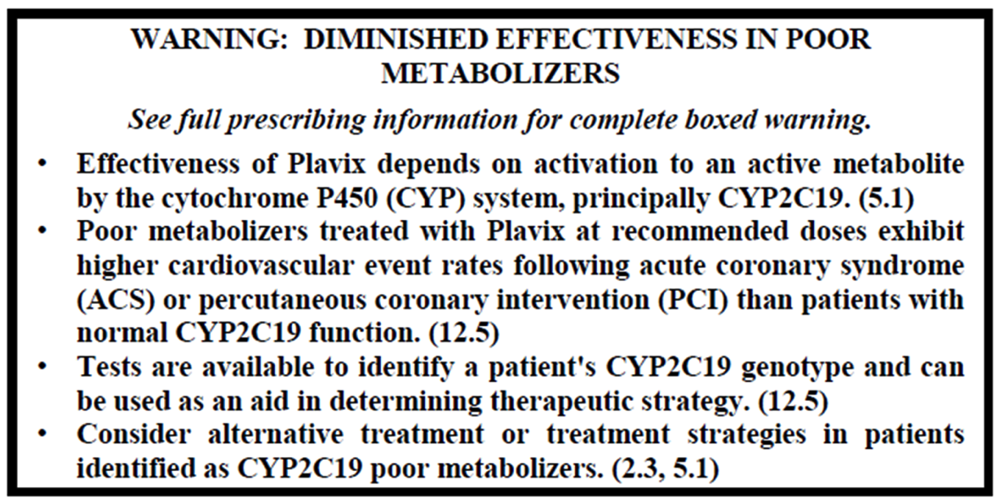 WARNING: DIMINISHED EFFECTIVENESS IN POOR
METABOLIZERS
See full prescribing information for complete boxed warning.
• Effectiveness of Plavix depends on activation to an active metabolite
by the cytochrome P450 (CYP) system, principally CYP2C19. (5.1)
• Poor metabolizers treated with Plavix at recommended doses exhibit
higher cardiovascular event rates following acute coronary syndrome
(ACS) or percutaneous coronary intervention (PCI) than patients with
normal CYP2C19 function. (12.5)
• Tests are available to identify a patient's CYP2C19 genotype and can
be used as an aid in determining therapeutic strategy. (12.5)
• Consider alternative treatment or treatment strategies in patients
identified as CYP2C19 poor metabolizers. (2.3, 5.1)